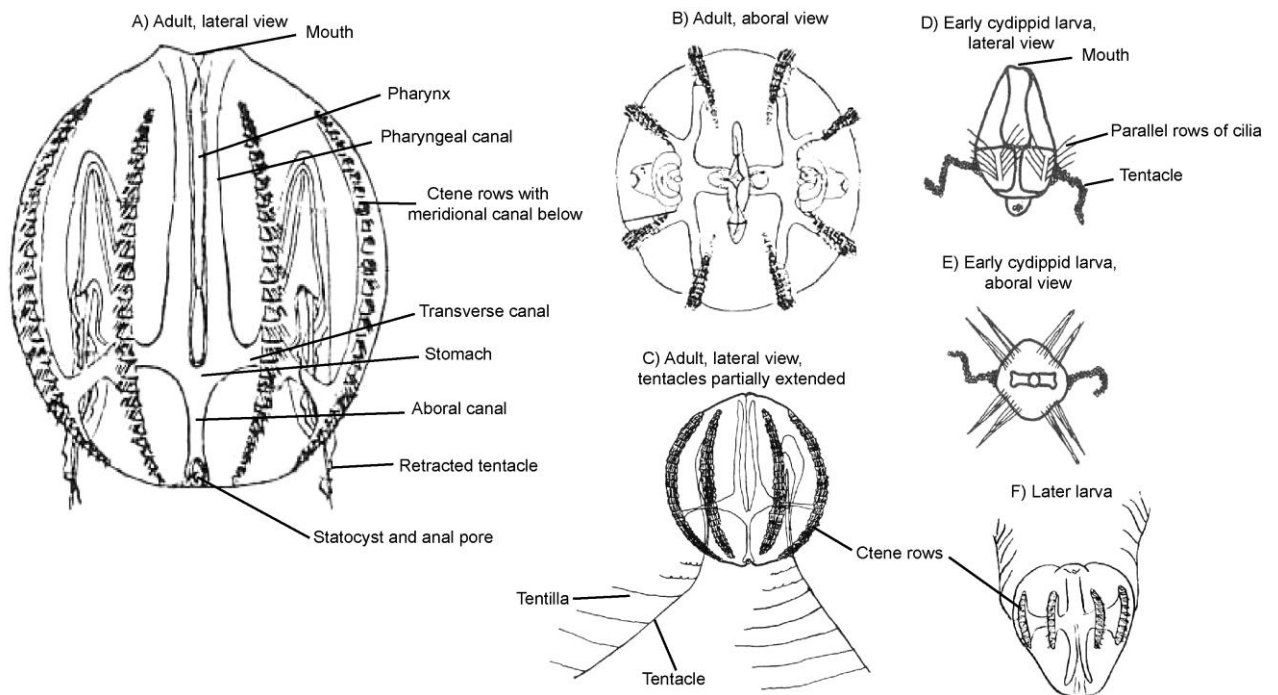 A) Adult, lateral view
Mouth
Pharynx
Pharyngeal canal
Ctene rows with
meridional canal below
Transverse canal
Stomach
Aboral canal
Retracted tentacle
Statocyst and anal pore
B) Adult, aboral view
C) Adult, lateral view,
tentacles partially extended
Tentilla
Tentacle
Ctene rows
D) Early cydippid larva,
lateral view
Mouth
Parallel rows of cilia
Tentacle
E) Early cydippid larva,
aboral view
F) Later larva